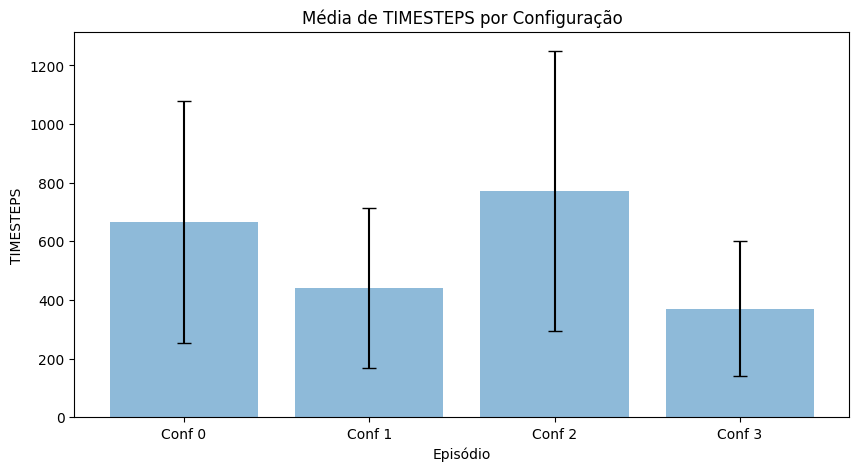 Média de TIMESTEPS por Configuração
1200
1000
800
600
400
200
0
TIMESTEPS
Conf 0 Conf 1 Conf 2 Conf 3
Episódio